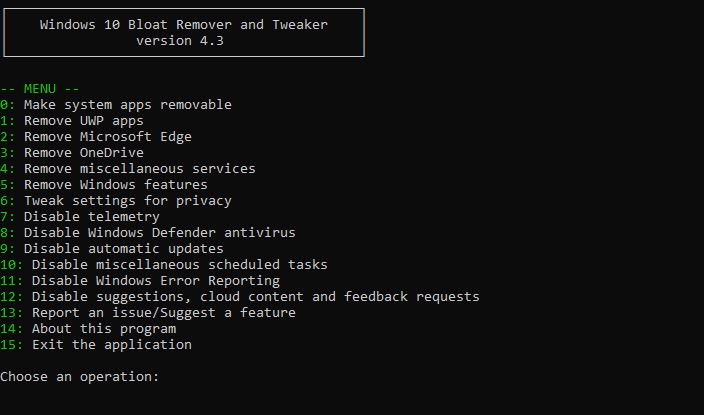 Windows 10 Bloat Remover and Tweaker
version 4.3
-- MENU --
0: Make system apps removable
1: Remove UWP apps
2: Remove Microsoft Edge
3: Remove OneDrive
4: Remove miscellaneous services
5: Remove Windows features
6: Tweak settings for privacy
7: Disable telemetry
8: Disable Windows Defender antivirus
9: Disable automatic updates
10: Disable miscellaneous scheduled tasks
11: Disable Windows Error Reporting
12: Disable suggestions, cloud content and feedback requests
13: Report an issue/Suggest a feature
14: About this program
15: Exit the application
Choose an operation: